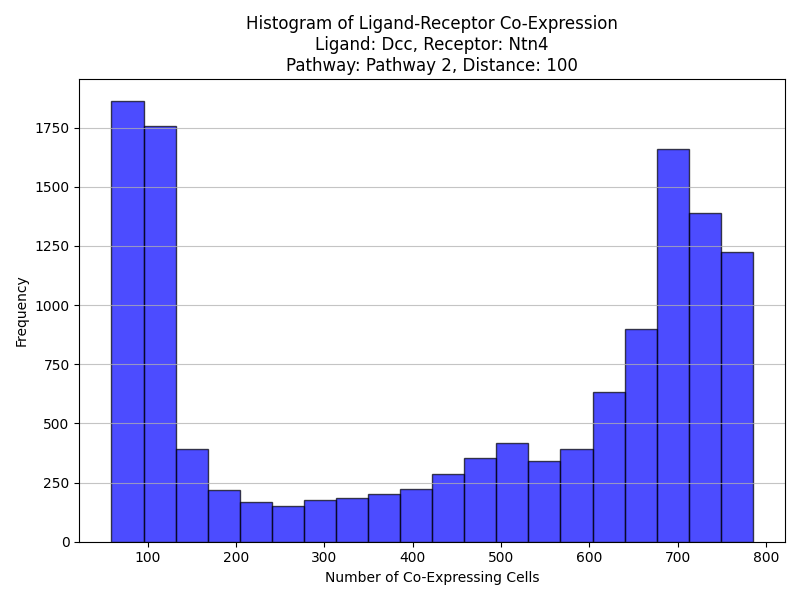 Histogram of Ligand-Receptor Co-Expression
Ligand: Dcc, Receptor: Ntn4
Pathway: Pathway 2, Distance: 100
1750
1500
1250
1000
750
500
250
0
Frequency
100 200 300 400 500 600 700 800
Number of Co-Expressing Cells